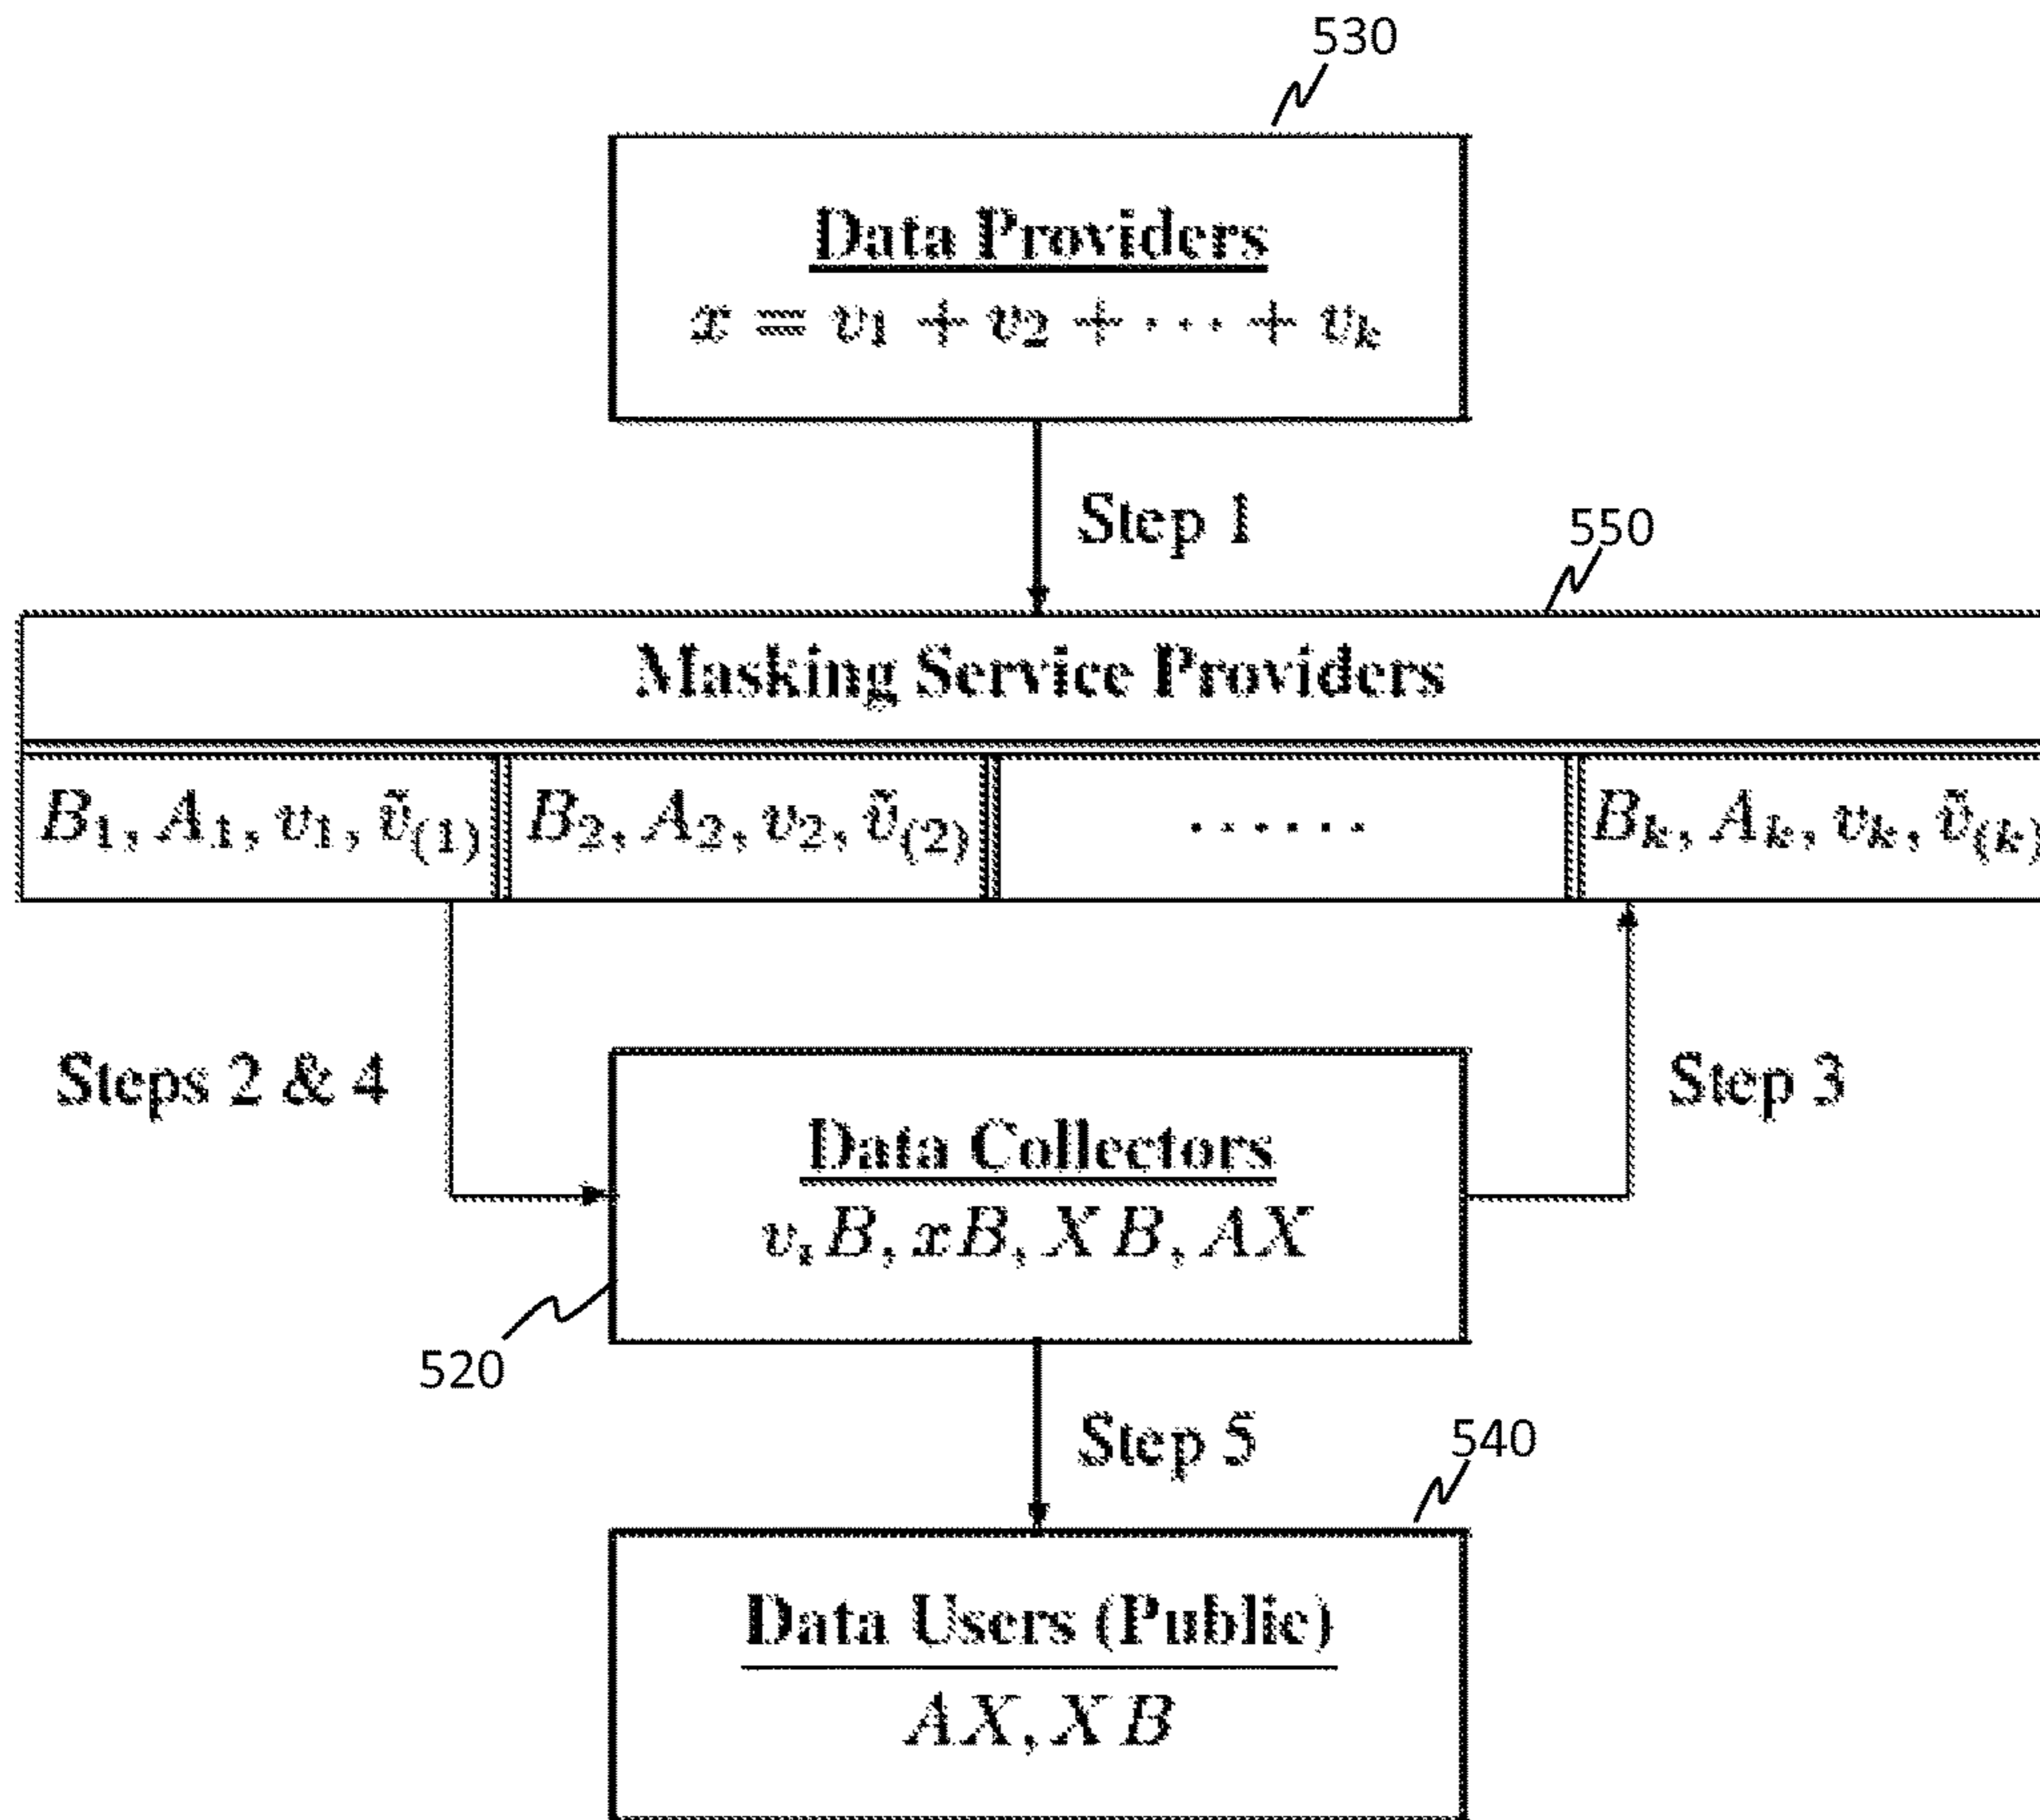 530
Data Providers
x = v₁ + v₂ + ··· + vₖ
Step 1
550
Masking Service Providers
B₁, A₁, v₁, ṽ₍₁₎ B₂, A₂, v₂, ṽ₍₂₎ ······ Bₖ, Aₖ, vₖ, ṽ₍ₖ₎
Steps 2 & 4
Step 3
Data Collectors
vᵢB, xB, XB, AX
520
Step 5
540
Data Users (Public)
AX, XB